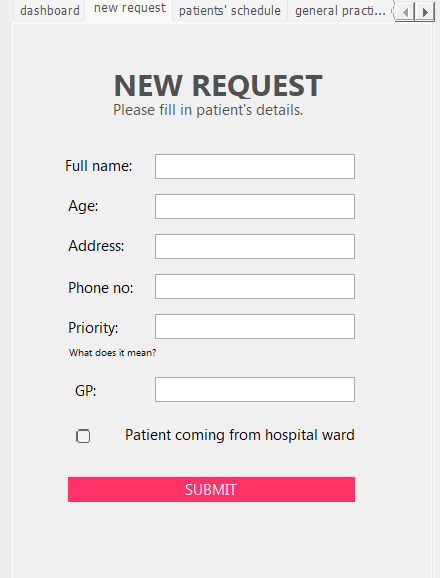 dashboard new request patients' schedule general practi...
NEW REQUEST
Please fill in patient's details.
Full name:
Age:
Address:
Phone no:
Priority:
What does it mean?
GP:
Patient coming from hospital ward
SUBMIT